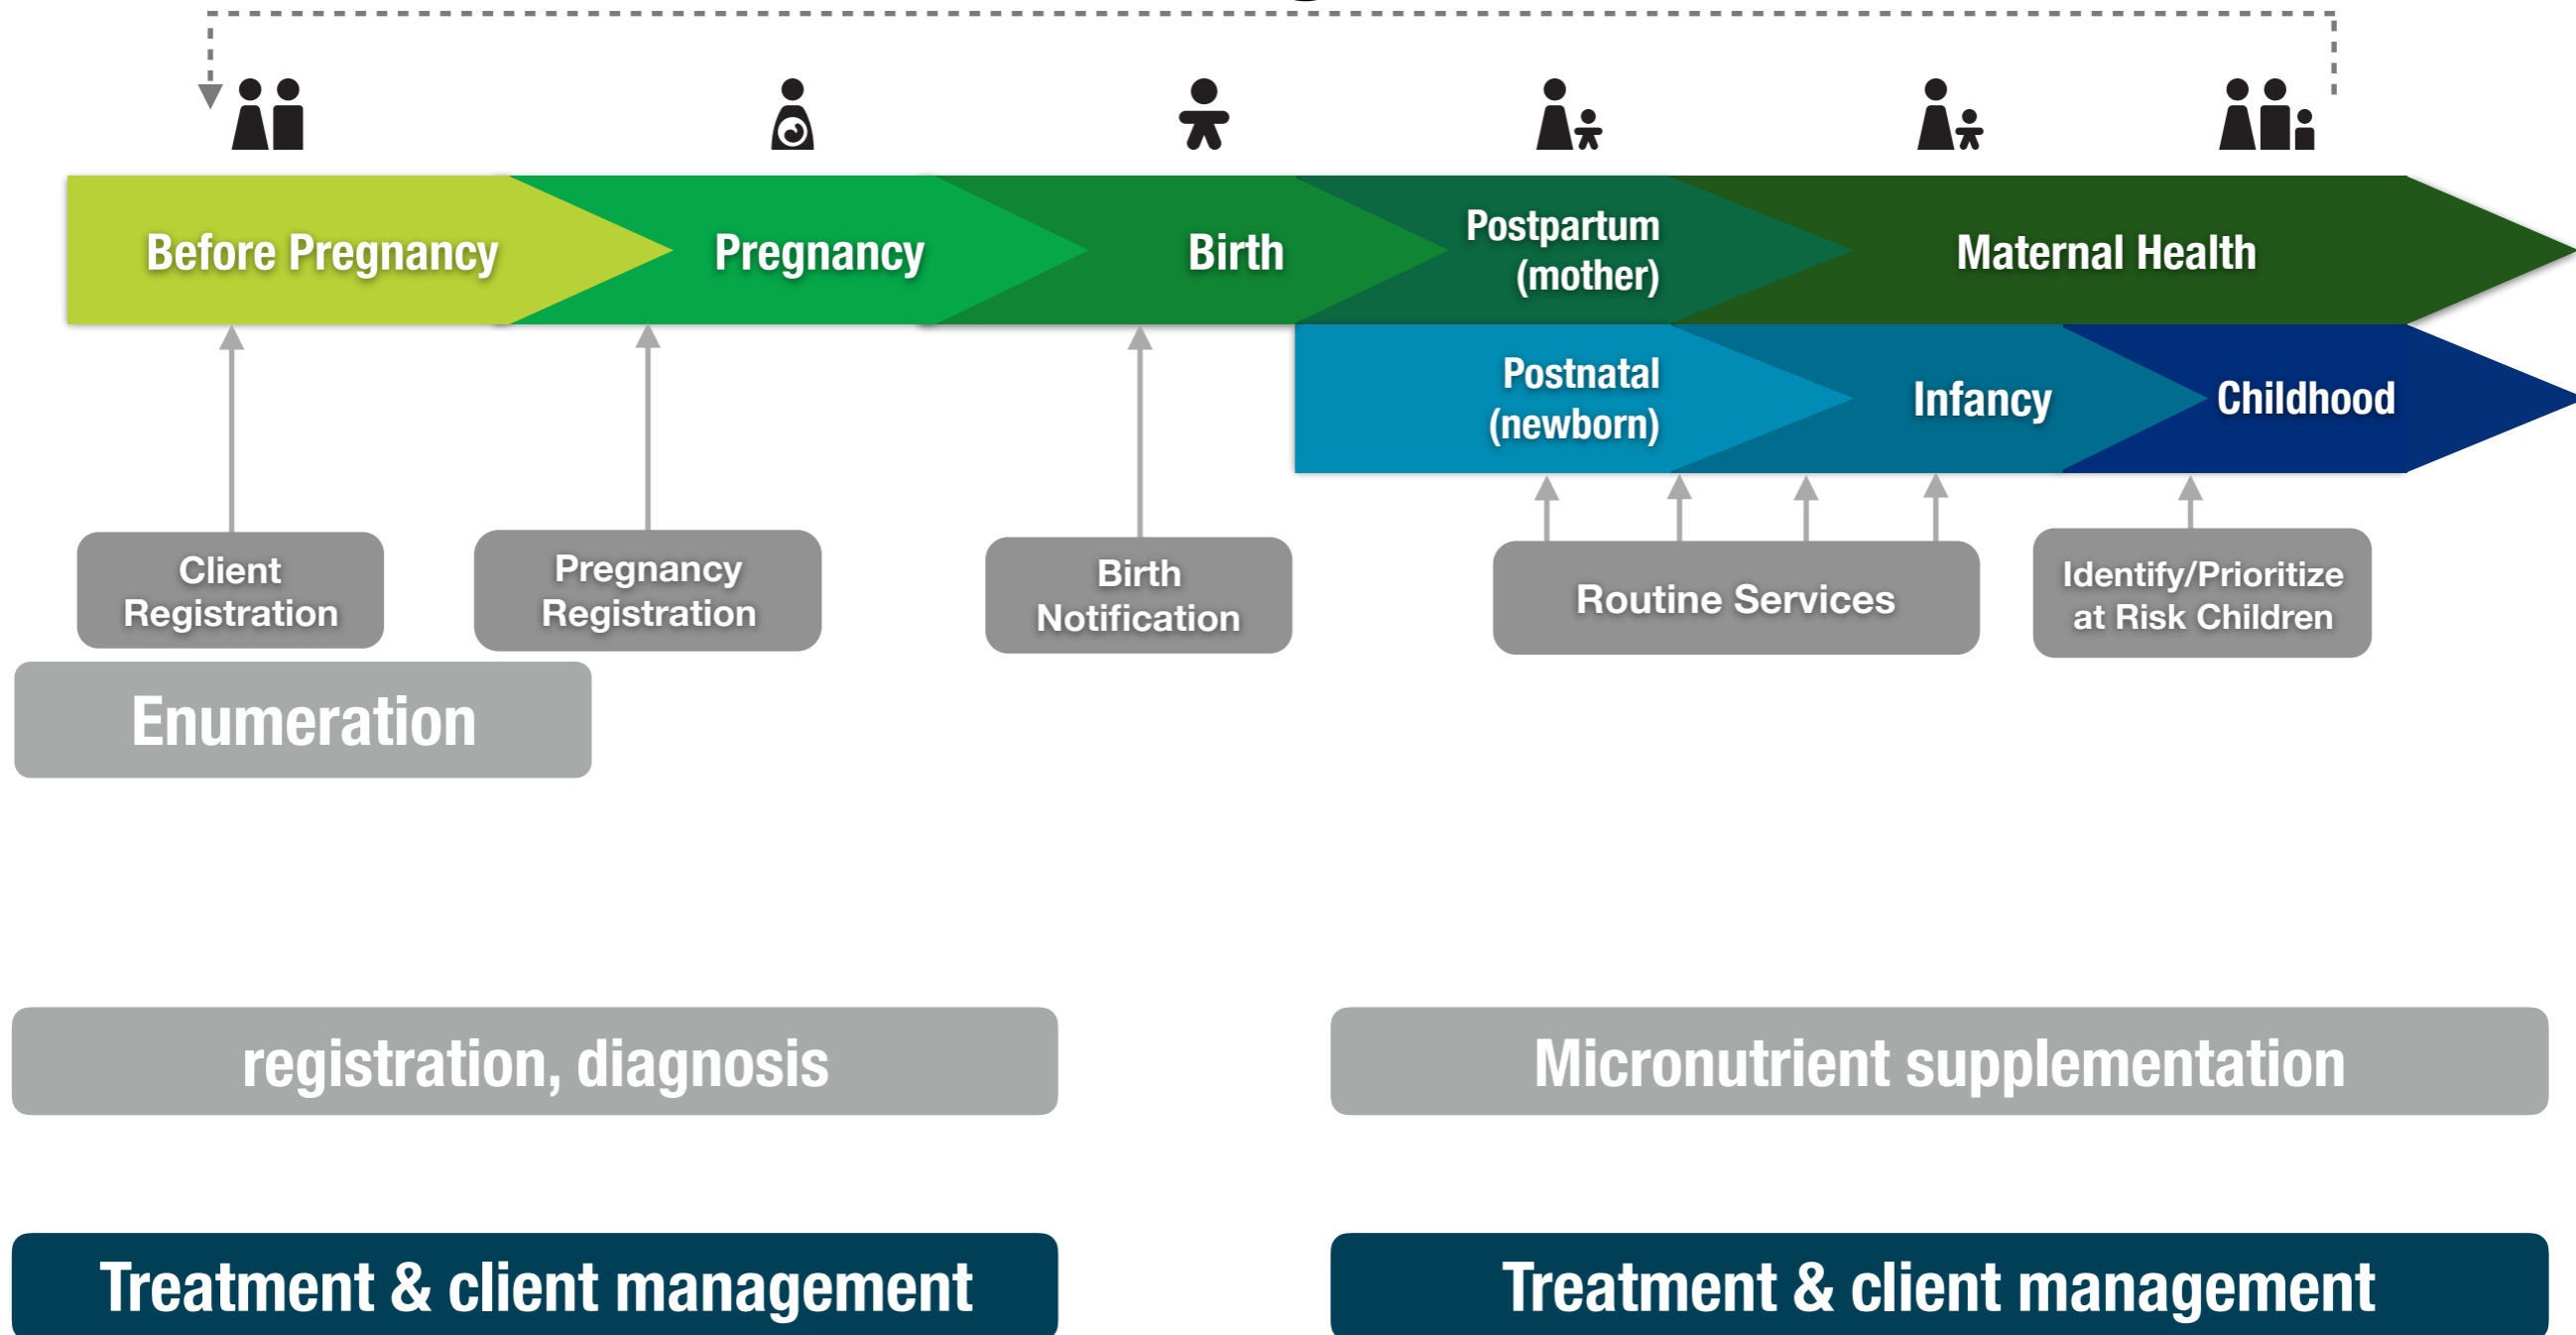 Before Pregnancy
Pregnancy
Birth
Postpartum
(mother)
Maternal Health
Postnatal
(newborn)
Infancy
Childhood
Client
Registration
Pregnancy
Registration
Birth
Notification
Routine Services
Identify/Prioritize
at Risk Children
Enumeration
registration, diagnosis
Micronutrient supplementation
Treatment & client management
Treatment & client management